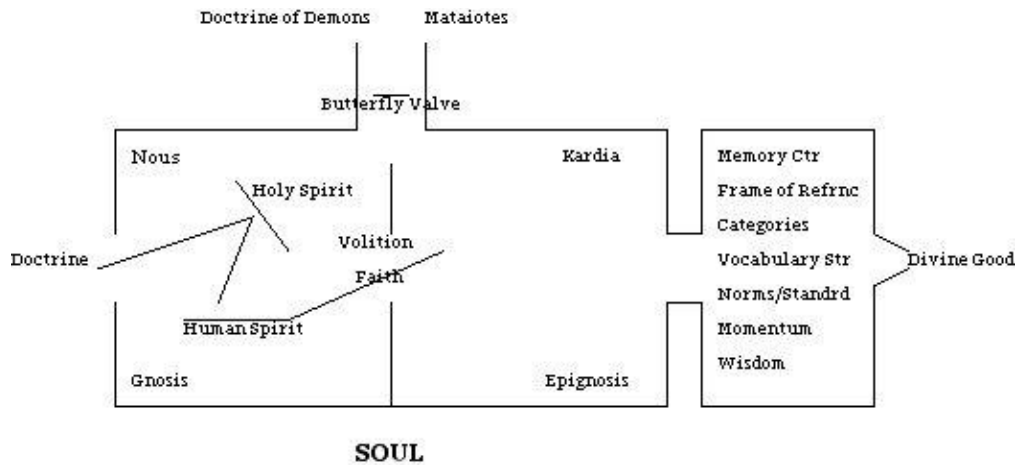 Doctrine of Demons
Mataiotes
Butterfly Valve
Nous
Kardia
Holy Spirit
Volition
Doctrine
Faith
Human Spirit
Gnosis
Epignosis
Memory Ctr
Frame of Refrnc
Categories
Vocabulary Str
Norms/Standrd
Momentum
Wisdom
Divine Good
SOUL